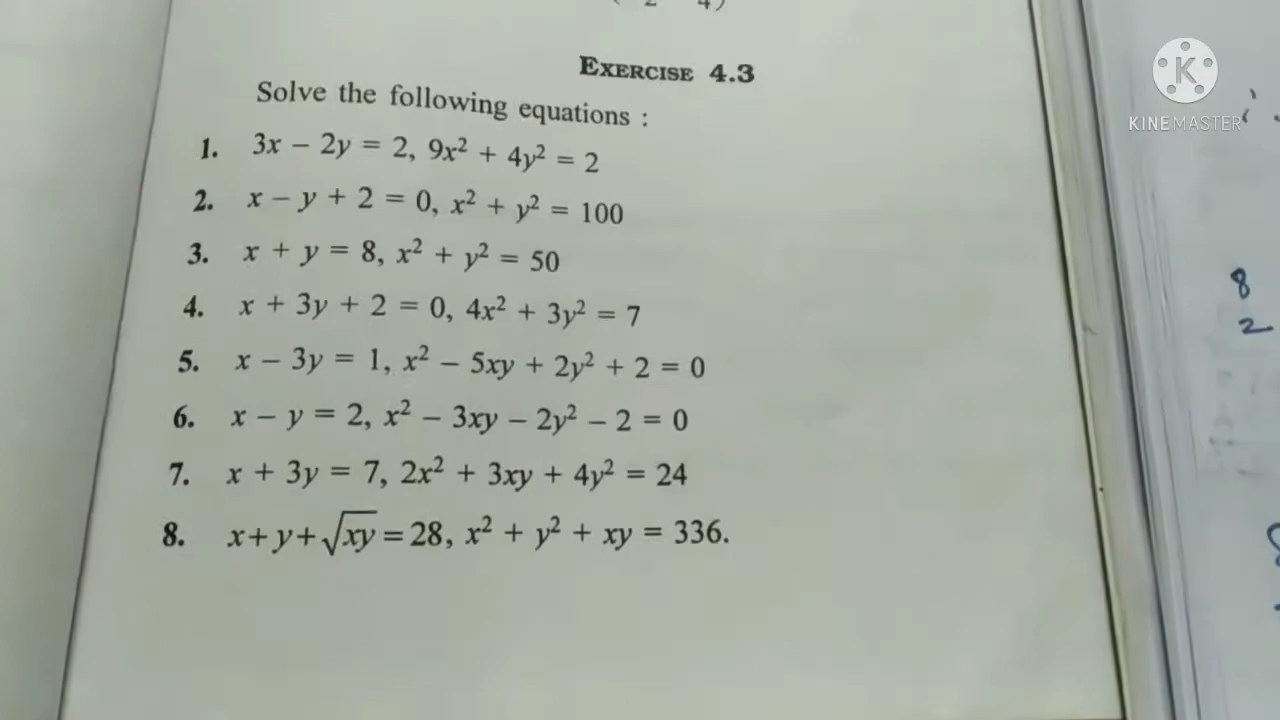 2 4)
EXERCISE 4.3
Solve the following equations :
1. 3x − 2y = 2, 9x² + 4y² = 2
2. x − y + 2 = 0, x² + y² = 100
3. x + y = 8, x² + y² = 50
4. x + 3y + 2 = 0, 4x² + 3y² = 7
5. x − 3y = 1, x² − 5xy + 2y² + 2 = 0
6. x − y = 2, x² − 3xy − 2y² − 2 = 0
7. x + 3y = 7, 2x² + 3xy + 4y² = 24
8. x+y+√xy = 28, x² + y² + xy = 336.
K
KINEMASTER
8
2